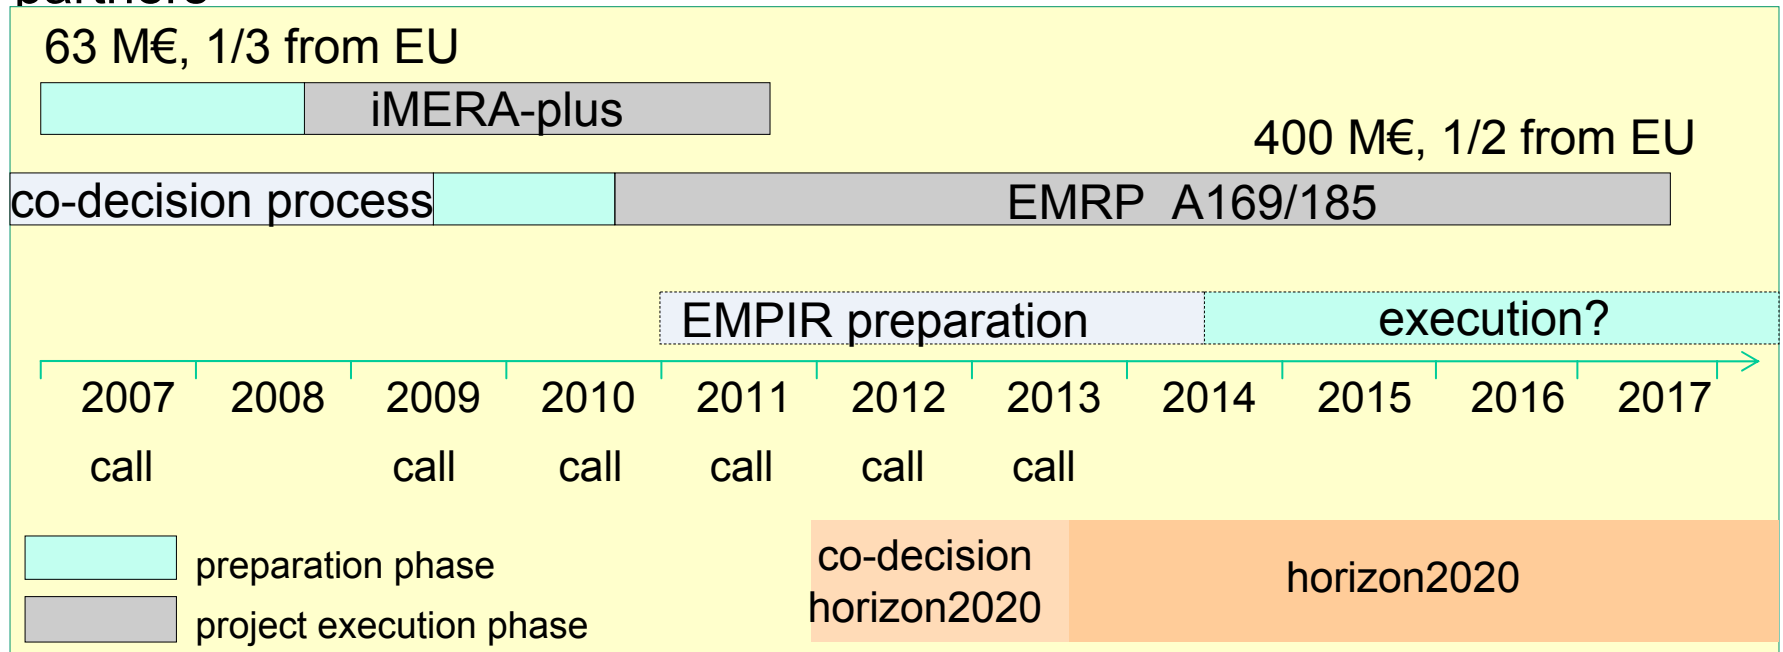 partners
63 M€, 1/3 from EU
iMERA-plus
400 M€, 1/2 from EU
co-decision process
EMRP A169/185
EMPIR preparation
execution?
2007 2008 2009 2010 2011 2012 2013 2014 2015 2016 2017
call call call call call call
preparation phase
project execution phase
co-decision
horizon2020
horizon2020